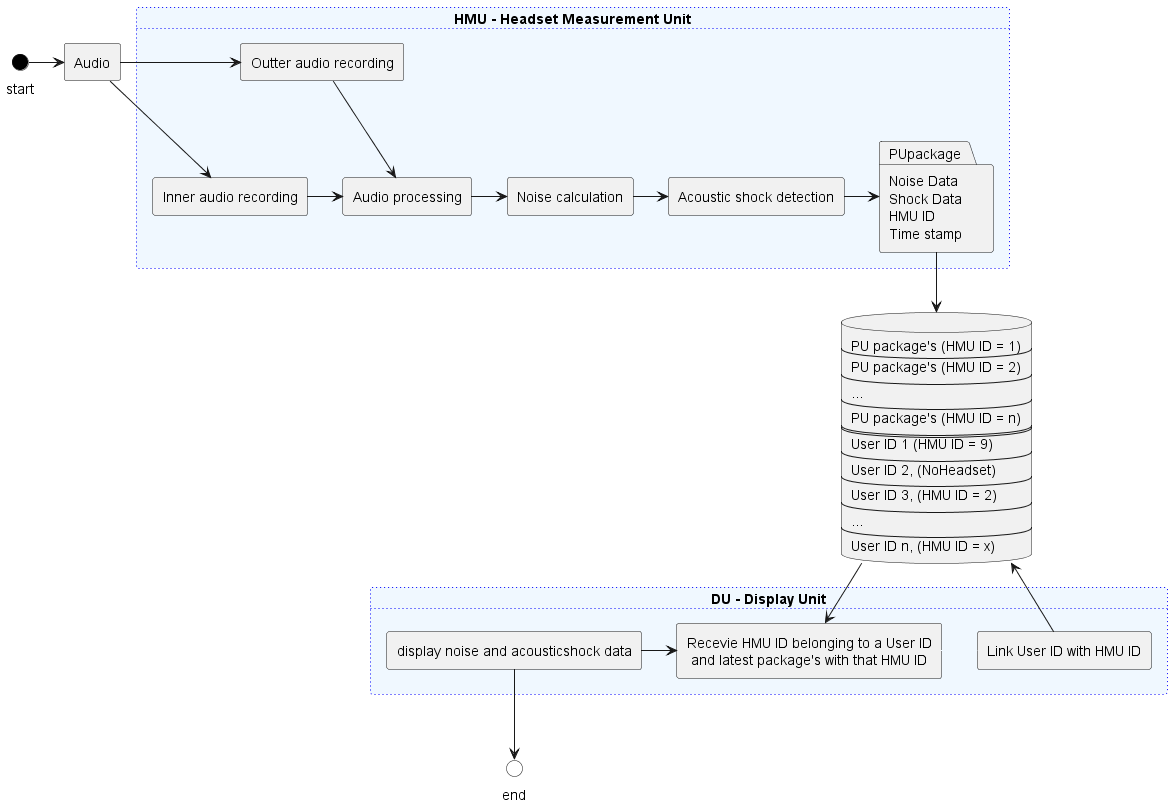 HMU - Headset Measurement Unit
start
Audio
Outter audio recording
Inner audio recording
Audio processing
Noise calculation
Acoustic shock detection
PUpackage
Noise Data
Shock Data
HMU ID
Time stamp
PU package's (HMU ID = 1)
PU package's (HMU ID = 2)
...
PU package's (HMU ID = n)
User ID 1 (HMU ID = 9)
User ID 2, (NoHeadset)
User ID 3, (HMU ID = 2)
...
User ID n, (HMU ID = x)
DU - Display Unit
display noise and acousticshock data
Recevie HMU ID belonging to a User ID
and latest package's with that HMU ID
Link User ID with HMU ID
end